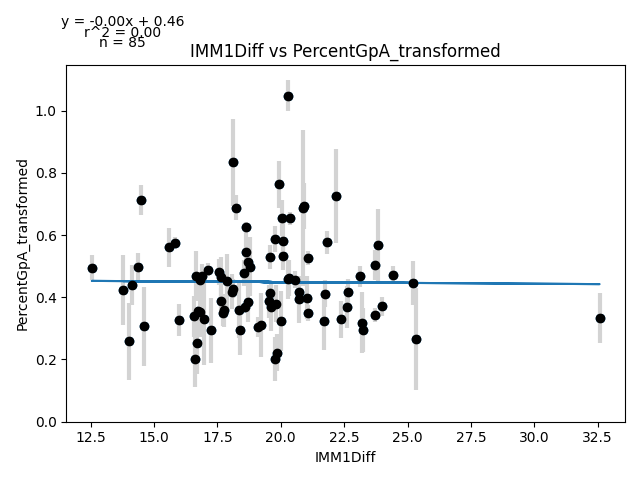 y = -0.00x + 0.46
r^2 = 0.00
n = 85
IMM1Diff vs PercentGpA_transformed
PercentGpA_transformed
1.0
0.8
0.6
0.4
0.2
0.0
12.5 15.0 17.5 20.0 22.5 25.0 27.5 30.0 32.5
IMM1Diff